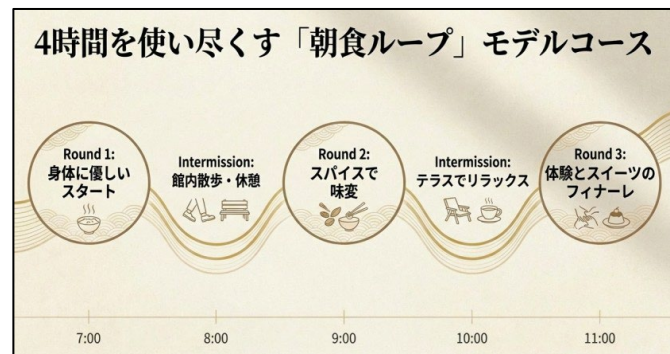 4時間を使い尽くす「朝食ループ」モデルコース
Round 1:
身体に優しい
スタート
Intermission:
館内散歩・休憩
Round 2:
スパイスで
味変
Intermission:
テラスでリラックス
Round 3:
体験とスイーツの
フィナーレ
7:00
8:00
9:00
10:00
11:00